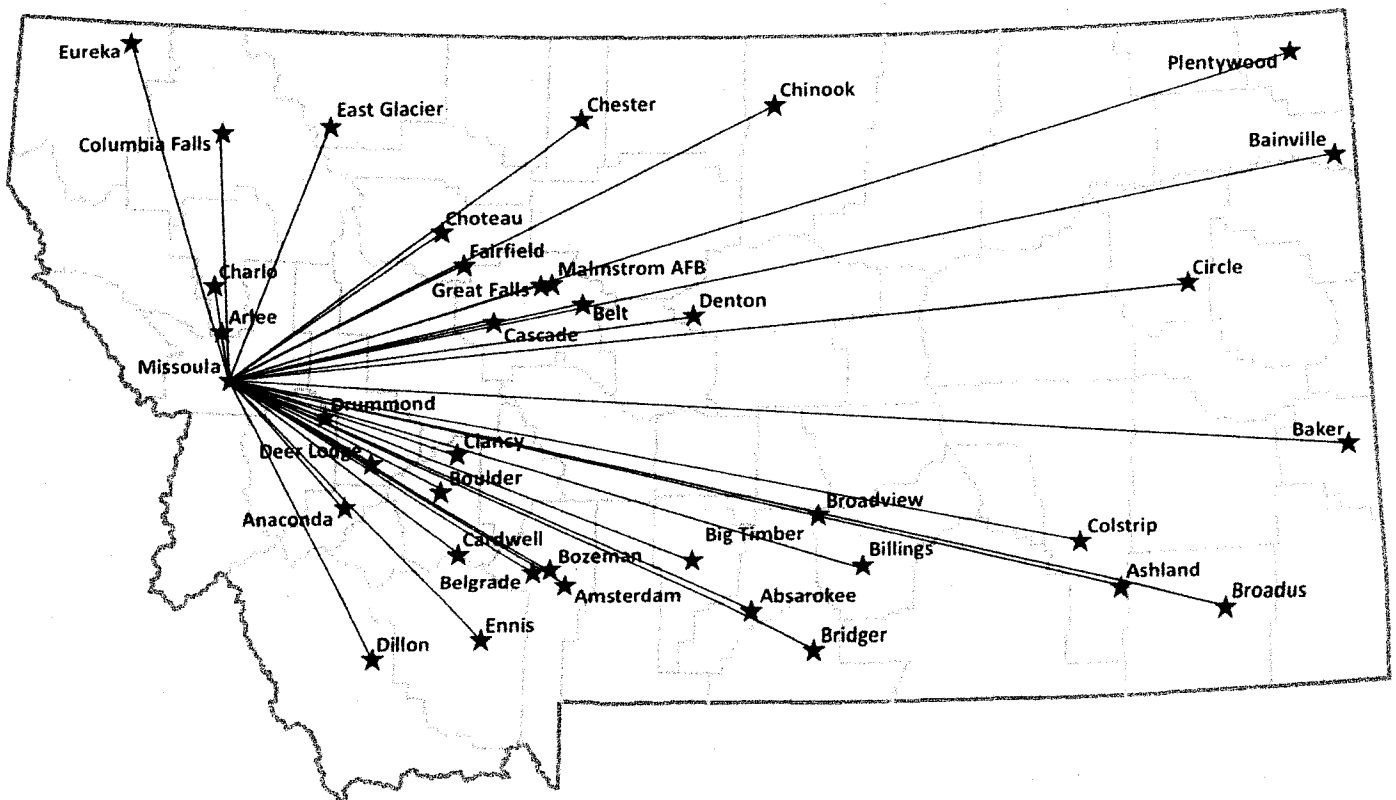 Eureka
Plentywood
Chinook
Chester
East Glacier
Columbia Falls
Bainville
Choteau
Fairfield
Malmstrom AFB
Circle
Charlo
Great Falls
Denton
Belt
Arlee
Cascade
Missoula
Drummond
Baker
Clancy
Deer Lodge
Boulder
Broadview
Anaconda
Colstrip
Big Timber
Cardwell
Billings
Bozeman
Ashland
Belgrade
Amsterdam
Absarokee
Broadus
Ennis
Bridger
Dillon